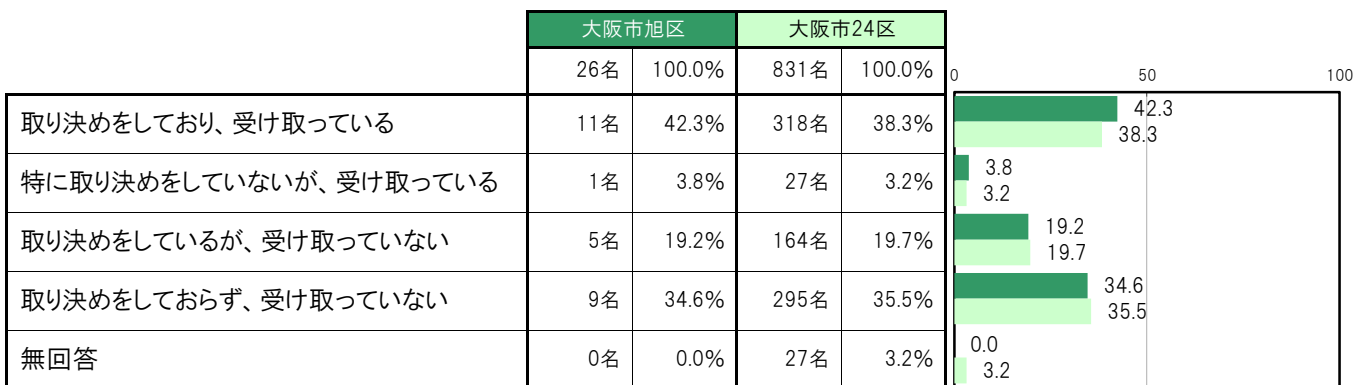 大阪市旭区 大阪市24区
26名 100.0% 831名 100.0% 0 50 100
取り決めをしており、受け取っている 11名 42.3% 318名 38.3% 42.3
38.3
特に取り決めをしていないが、受け取っている 1名 3.8% 27名 3.2% 3.8
3.2
取り決めをしているが、受け取っていない 5名 19.2% 164名 19.7% 19.2
19.7
取り決めをしておらず、受け取っていない 9名 34.6% 295名 35.5% 34.6
35.5
無回答 0名 0.0% 27名 3.2% 0.0
3.2